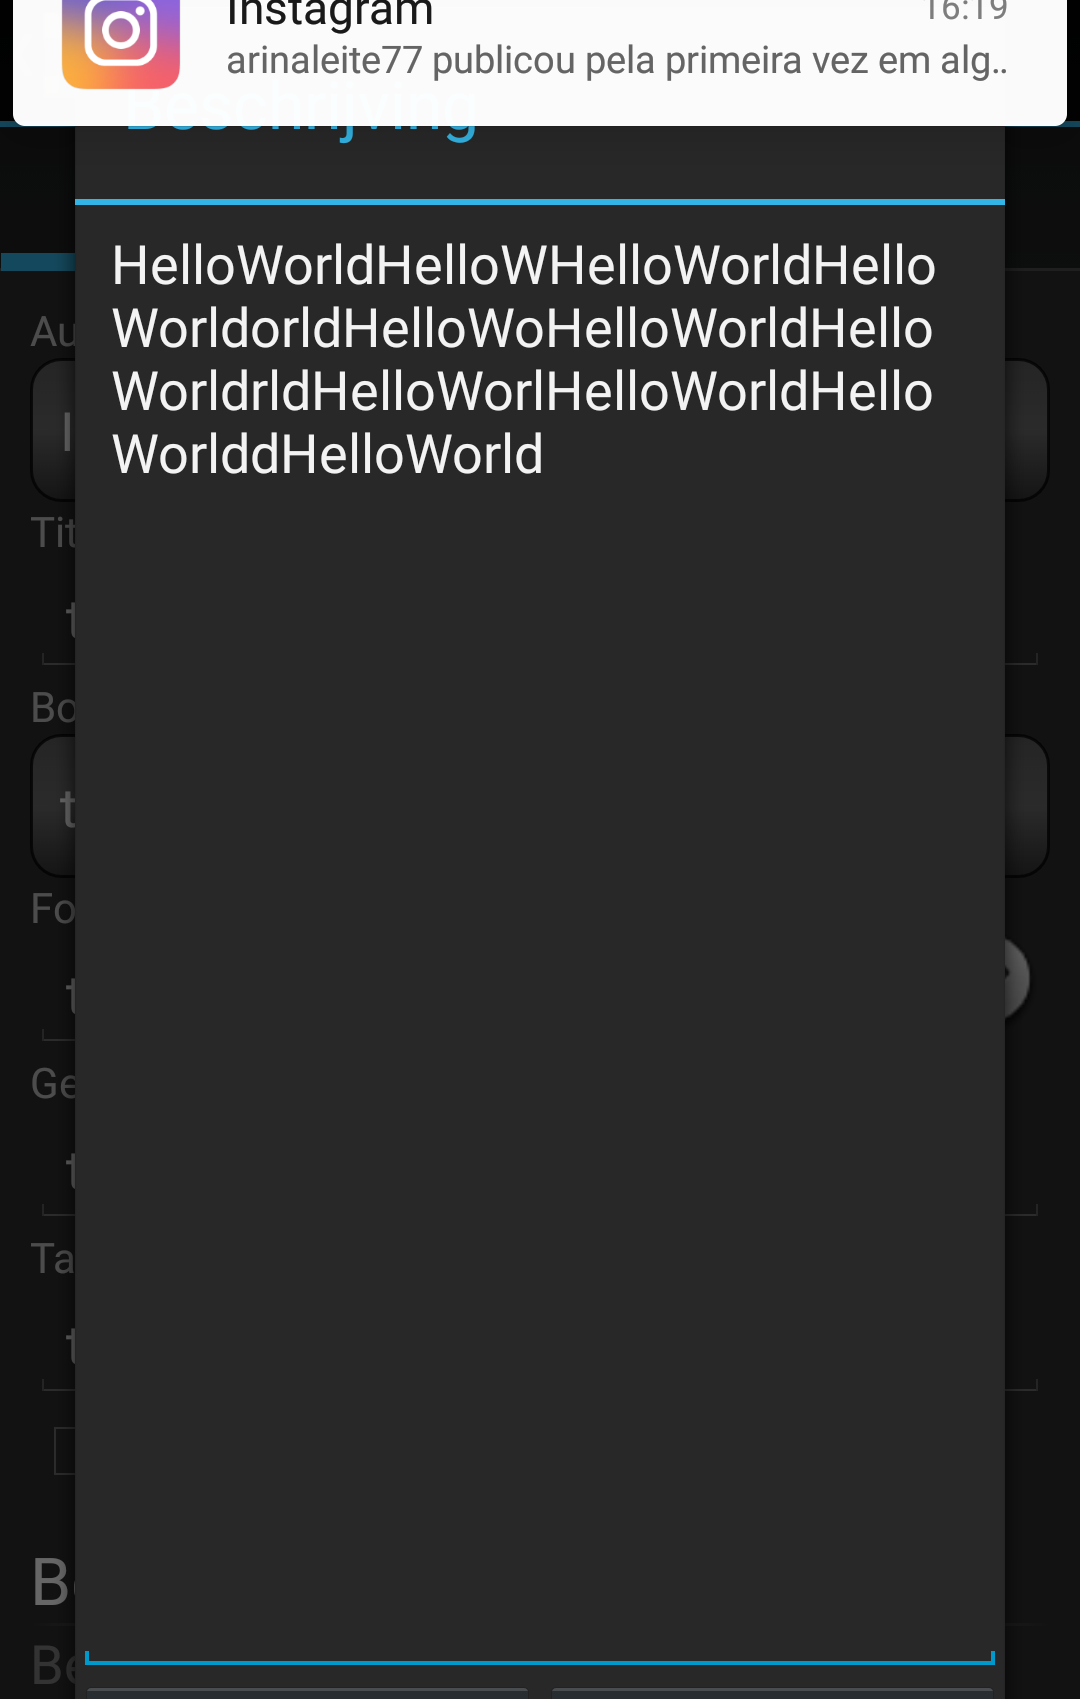 Instagram 16:19
arinaleite77 publicou pela primeira vez em alg..
Beschrijving
HelloWorldHelloWHelloWorldHello
WorldorldHelloWoHelloWorldHello
WorldrldHelloWorlHelloWorldHello
WorlddHelloWorld
Au
Tit
t
Bo
t
Fo
t
Ge
t
Ta
t
Be
Be